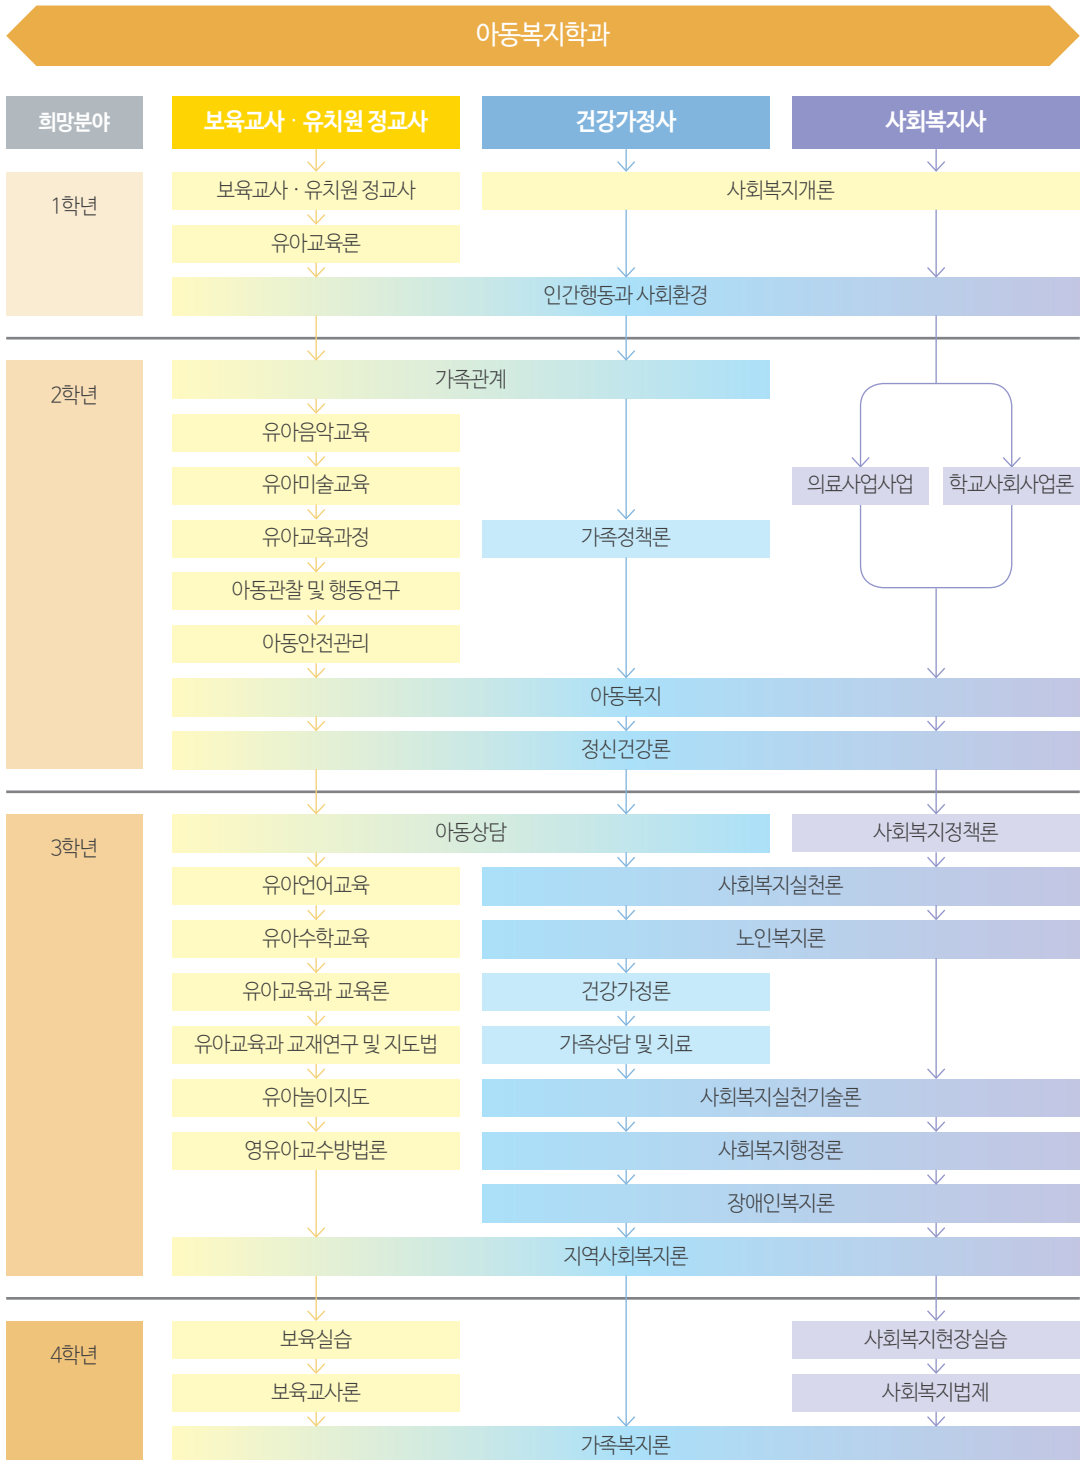 아동복지학과
희망분야
보육교사 · 유치원 정교사
건강가정사
사회복지사
1학년
보육교사 · 유치원 정교사
사회복지개론
유아교육론
인간행동과 사회환경
2학년
가족관계
유아음악교육
유아미술교육
의료사업사업
학교사회사업론
유아교육과정
가족정책론
아동관찰 및 행동연구
아동안전관리
아동복지
정신건강론
3학년
아동상담
사회복지정책론
유아언어교육
사회복지실천론
유아수학교육
노인복지론
유아교육과 교육론
건강가정론
유아교육과 교재연구 및 지도법
가족상담 및 치료
유아놀이지도
사회복지실천기술론
영유아교수방법론
사회복지행정론
장애인복지론
지역사회복지론
4학년
보육실습
사회복지현장실습
보육교사론
사회복지법제
가족복지론